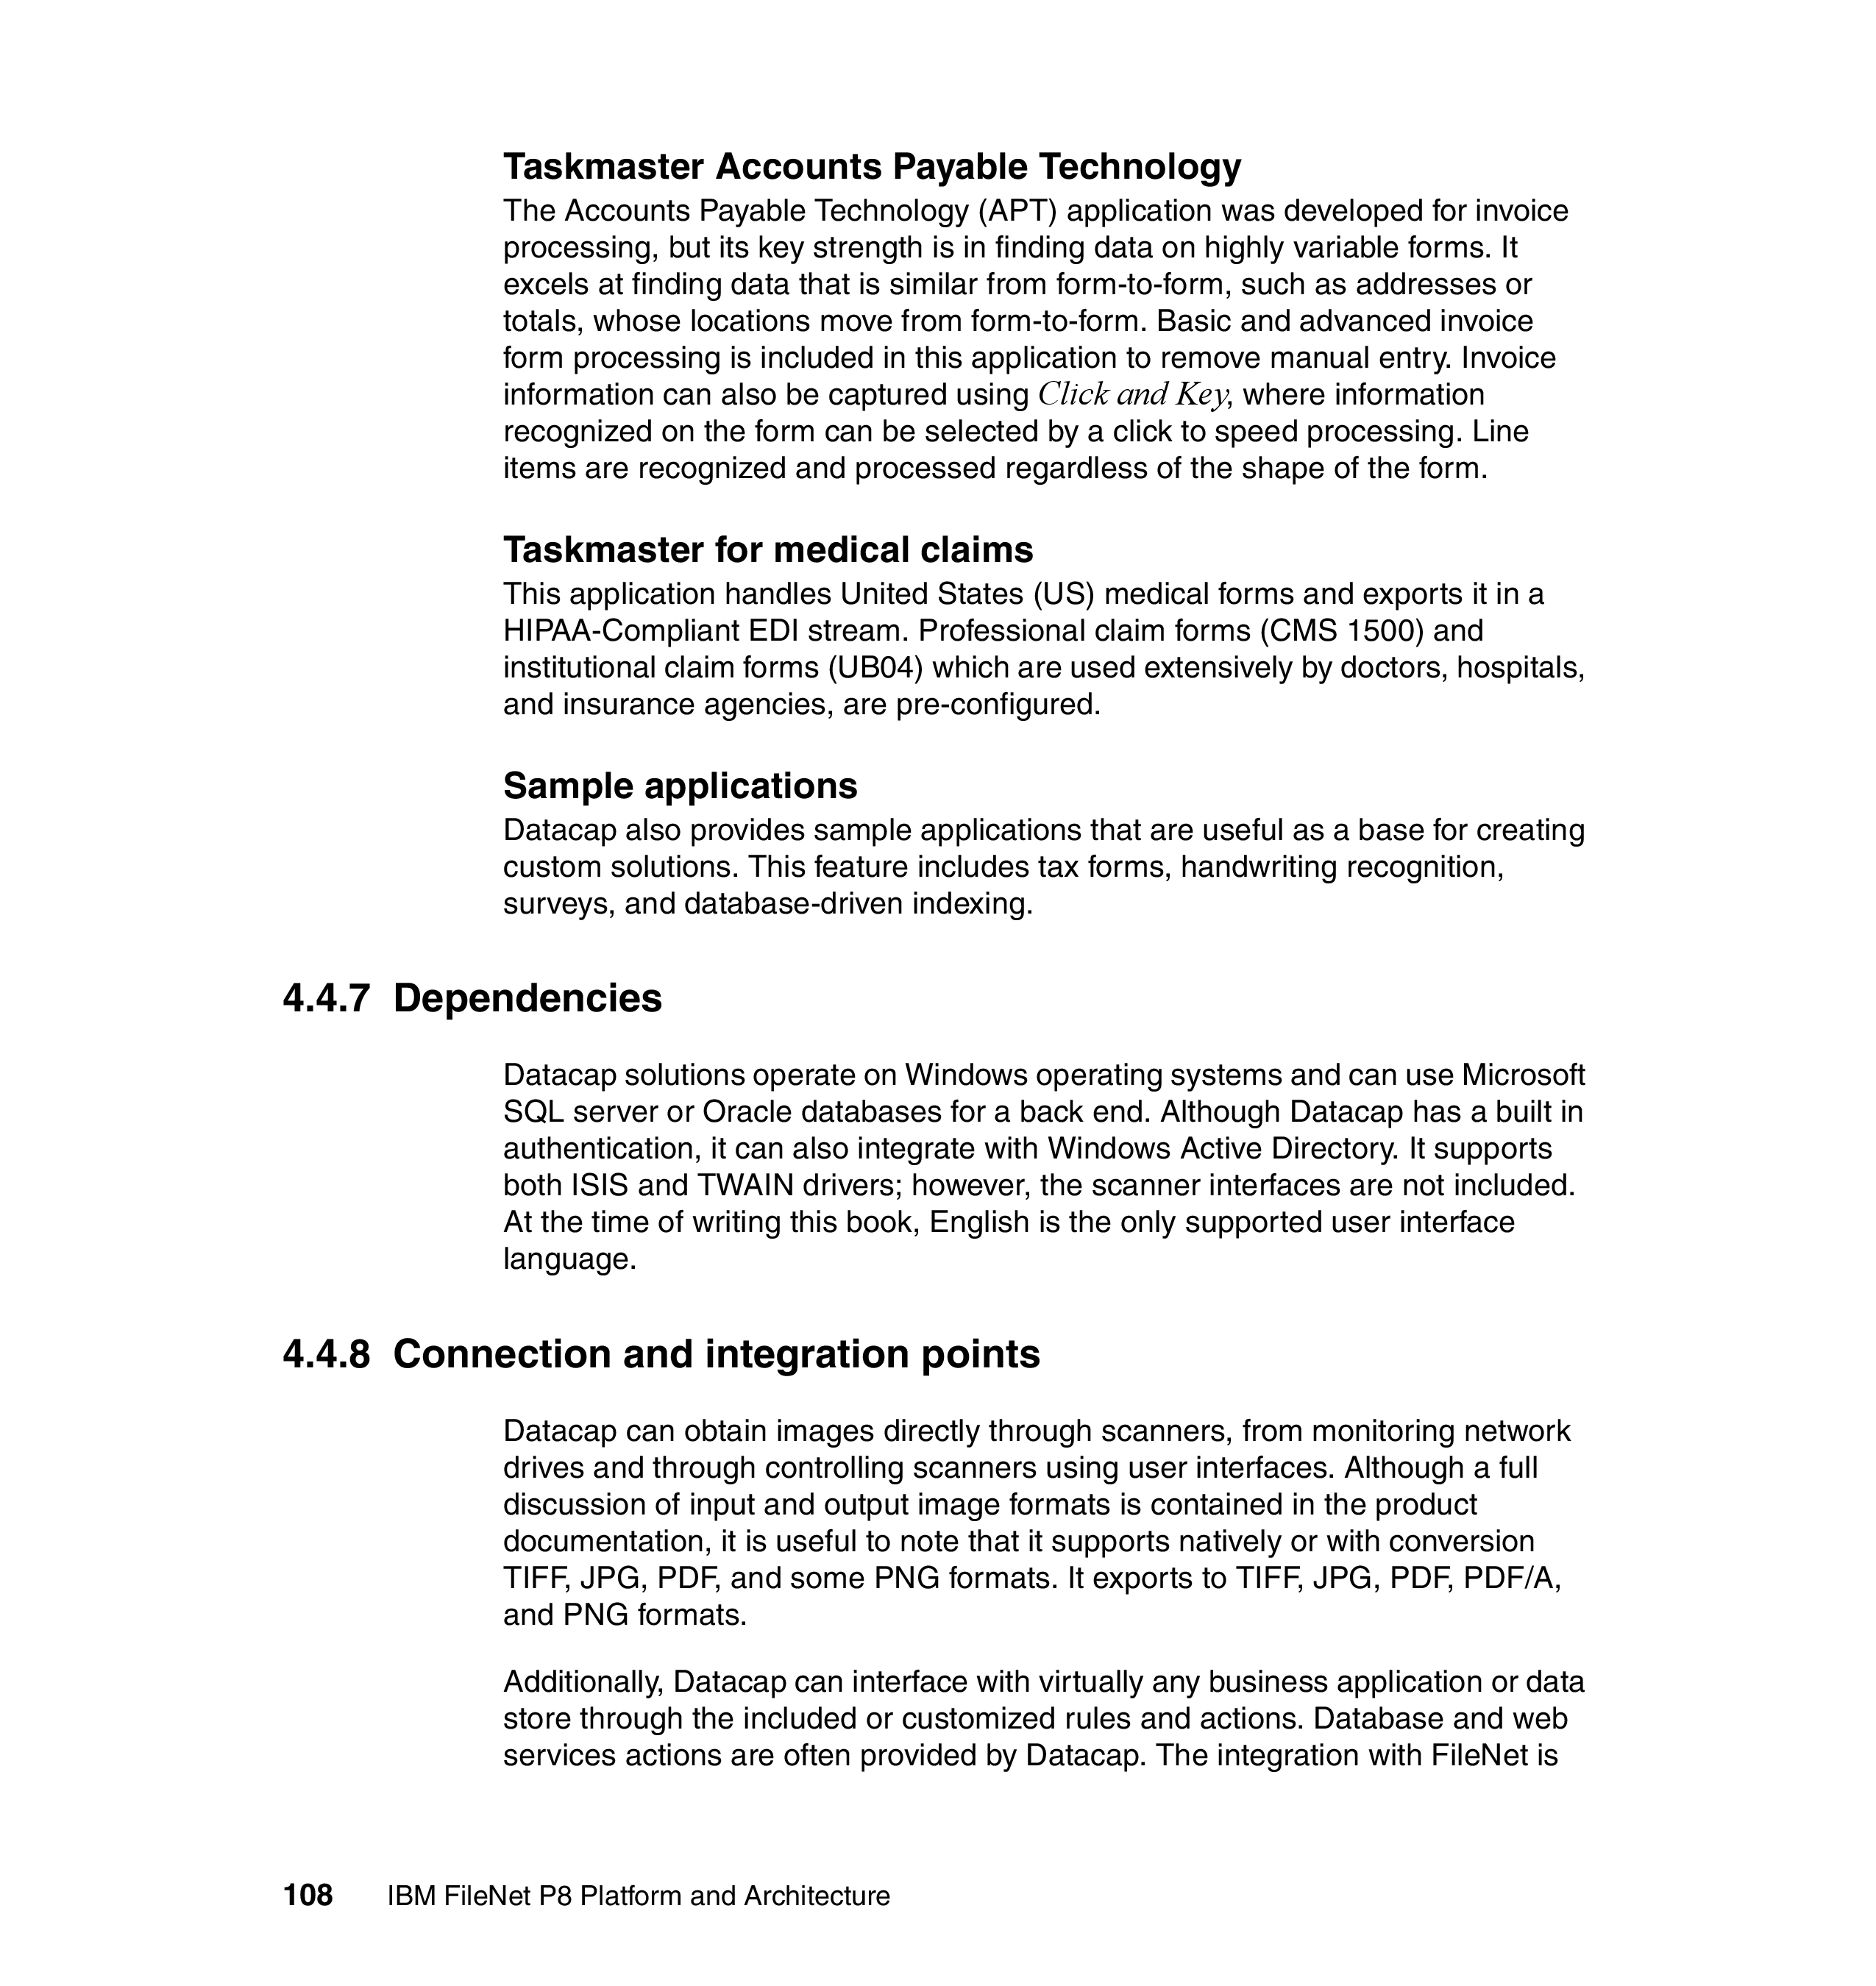 Taskmaster Accounts Payable Technology
The Accounts Payable Technology (APT) application was developed for invoice
processing, but its key strength is in finding data on highly variable forms. It
excels at finding data that is similar from form-to-form, such as addresses or
totals, whose locations move from form-to-form. Basic and advanced invoice
form processing is included in this application to remove manual entry. Invoice
information can also be captured using Click and Key, where information
recognized on the form can be selected by a click to speed processing. Line
items are recognized and processed regardless of the shape of the form.
Taskmaster for medical claims
This application handles United States (US) medical forms and exports it in a
HIPAA-Compliant EDI stream. Professional claim forms (CMS 1500) and
institutional claim forms (UB04) which are used extensively by doctors, hospitals,
and insurance agencies, are pre-configured.
Sample applications
Datacap also provides sample applications that are useful as a base for creating
custom solutions. This feature includes tax forms, handwriting recognition,
surveys, and database-driven indexing.
4.4.7 Dependencies
Datacap solutions operate on Windows operating systems and can use Microsoft
SQL server or Oracle databases for a back end. Although Datacap has a built in
authentication, it can also integrate with Windows Active Directory. It supports
both ISIS and TWAIN drivers; however, the scanner interfaces are not included.
At the time of writing this book, English is the only supported user interface
language.
4.4.8 Connection and integration points
Datacap can obtain images directly through scanners, from monitoring network
drives and through controlling scanners using user interfaces. Although a full
discussion of input and output image formats is contained in the product
documentation, it is useful to note that it supports natively or with conversion
TIFF, JPG, PDF, and some PNG formats. It exports to TIFF, JPG, PDF, PDF/A,
and PNG formats.
Additionally, Datacap can interface with virtually any business application or data
store through the included or customized rules and actions. Database and web
services actions are often provided by Datacap. The integration with FileNet is
108 IBM FileNet P8 Platform and Architecture